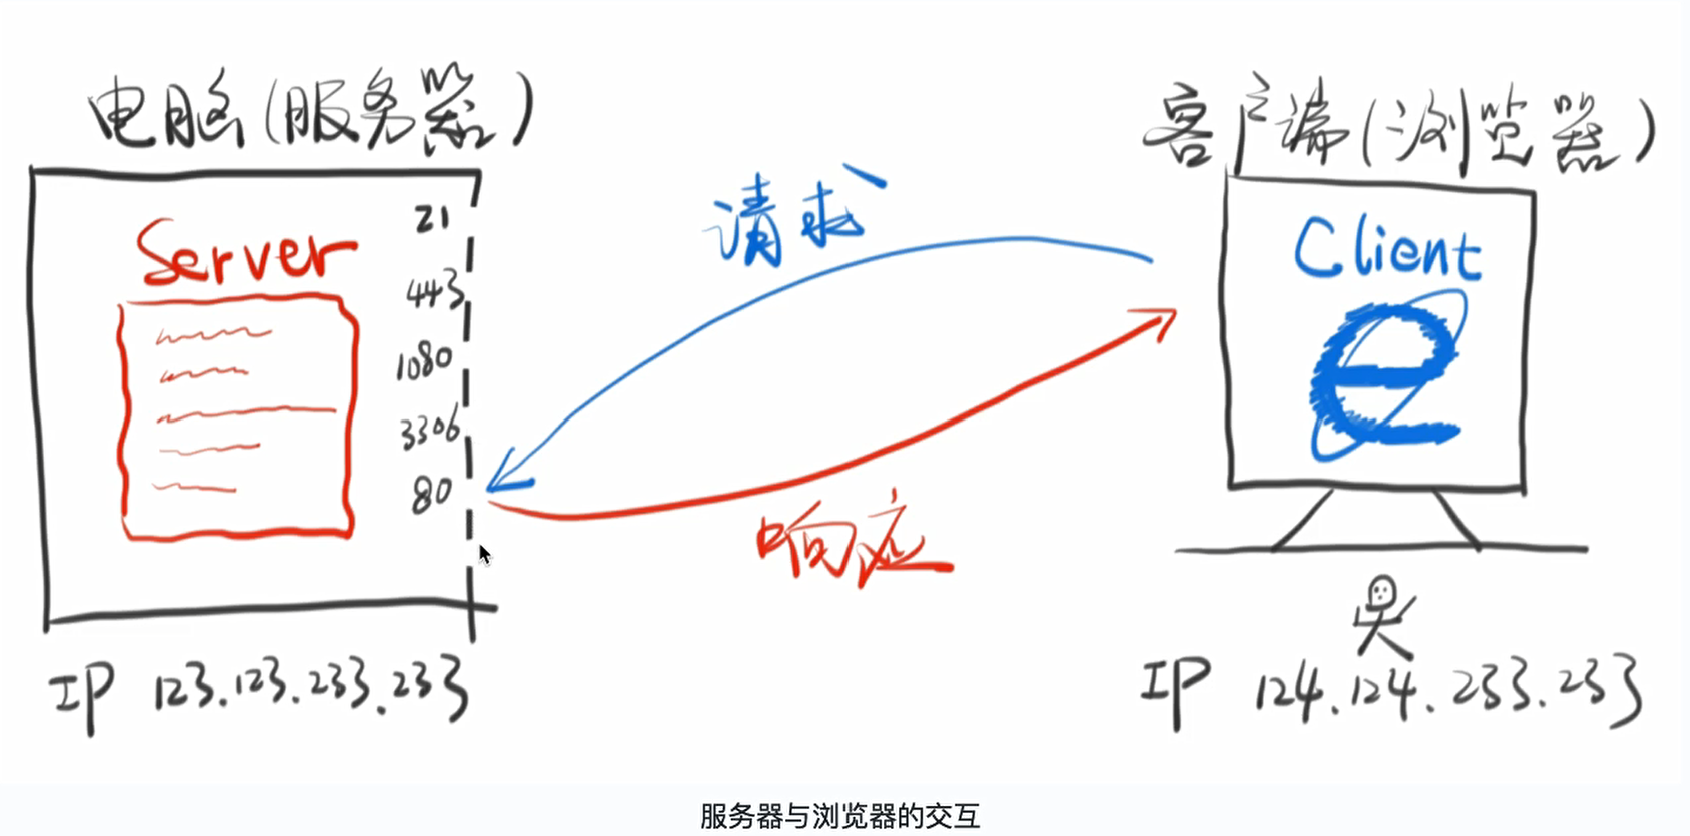 电脑(服务器)
客户端(浏览器)
Server
21
443
1080
3306
80
请求
响应
Client
e
IP 123.123.233.233
IP 124.124.233.233
服务器与浏览器的交互